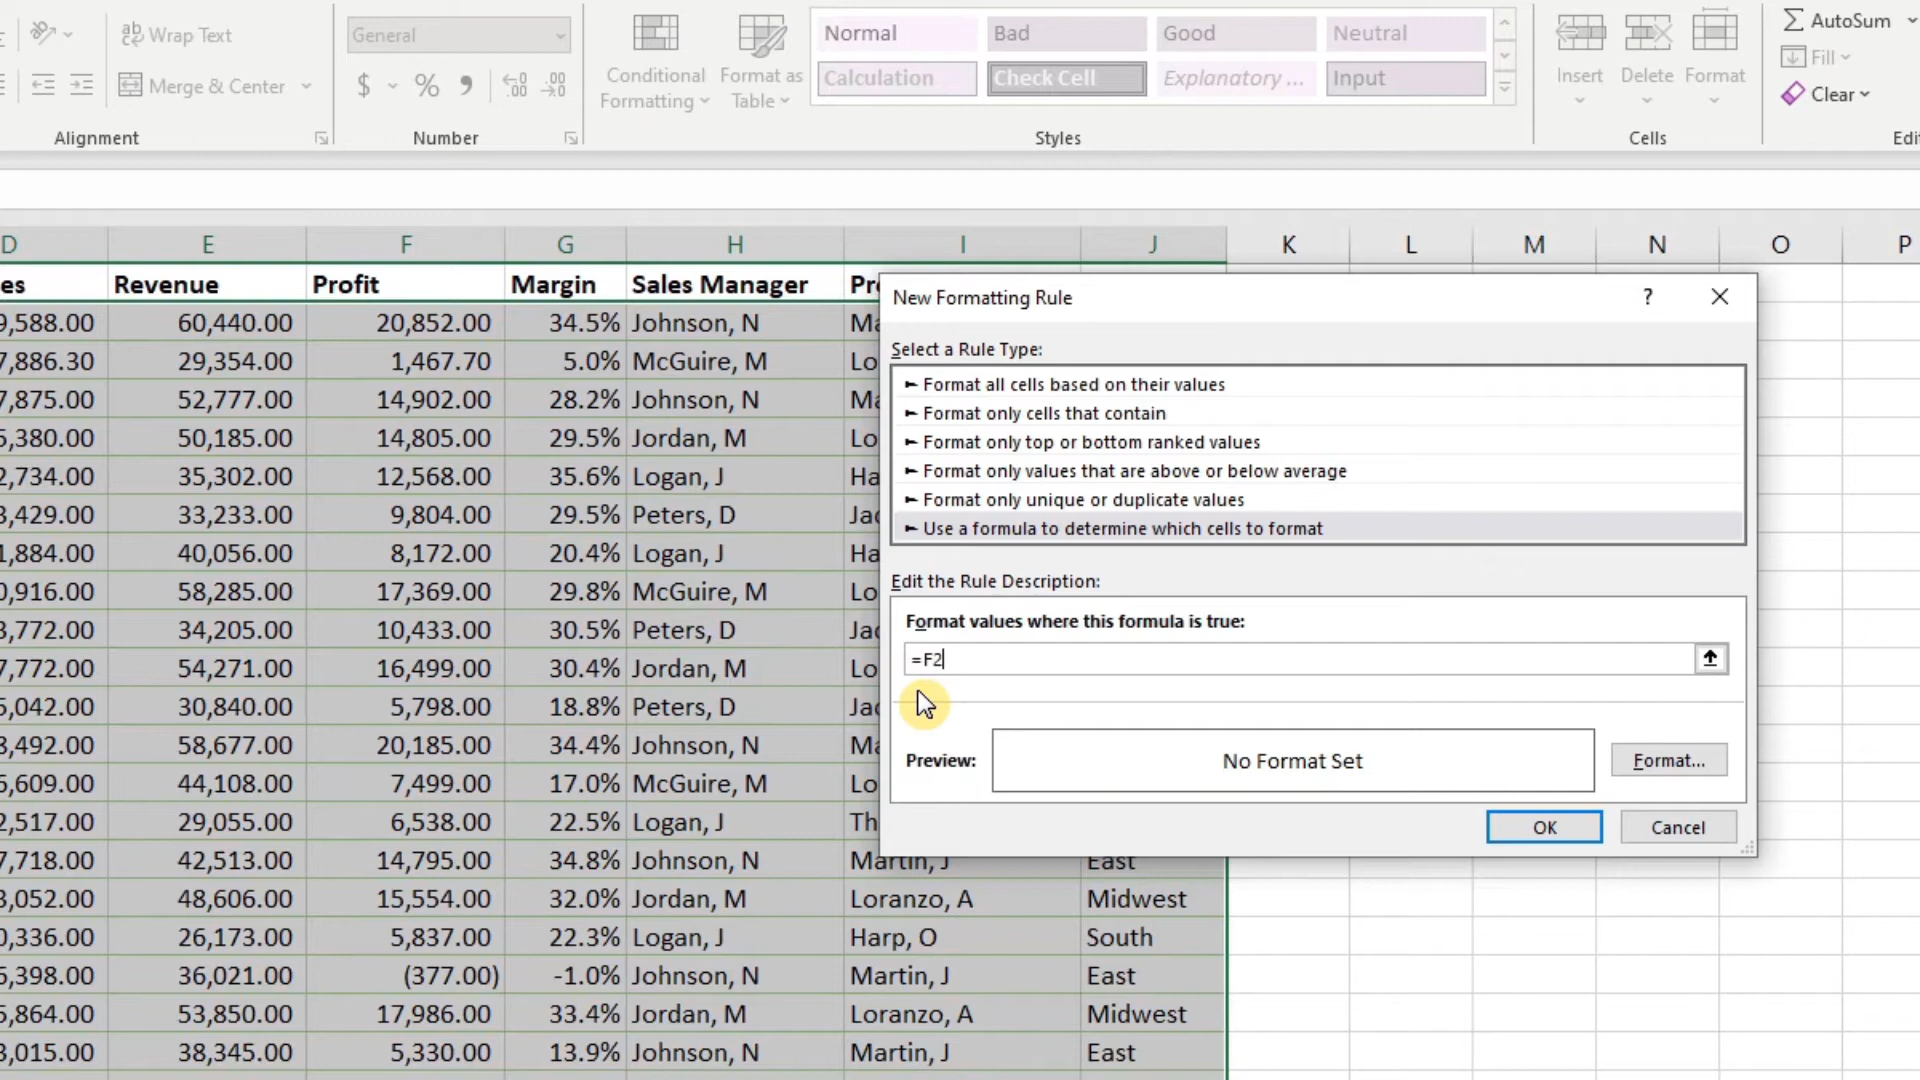 ab Wrap Text
General
Normal Bad Good Neutral
AutoSum
Fill
Merge & Center
$ % 9 .00 .00
Conditional Formatting
Format as Table
Calculation Check Cell Explanatory ... Input
Insert Delete Format
Clear
Alignment Number Styles Cells Edi
D E F G H I J K L M N O P
es Revenue Profit Margin Sales Manager Pr
9,588.00 60,440.00 20,852.00 34.5% Johnson, N Ma
7,886.30 29,354.00 1,467.70 5.0% McGuire, M Lo
7,875.00 52,777.00 14,902.00 28.2% Johnson, N Ma
5,380.00 50,185.00 14,805.00 29.5% Jordan, M Lo
2,734.00 35,302.00 12,568.00 35.6% Logan, J Ha
3,429.00 33,233.00 9,804.00 29.5% Peters, D Jac
1,884.00 40,056.00 8,172.00 20.4% Logan, J Ha
0,916.00 58,285.00 17,369.00 29.8% McGuire, M Lo
3,772.00 34,205.00 10,433.00 30.5% Peters, D Jac
7,772.00 54,271.00 16,499.00 30.4% Jordan, M Lo
5,042.00 30,840.00 5,798.00 18.8% Peters, D Jac
8,492.00 58,677.00 20,185.00 34.4% Johnson, N Ma
6,609.00 44,108.00 7,499.00 17.0% McGuire, M Lo
2,517.00 29,055.00 6,538.00 22.5% Logan, J Th
7,718.00 42,513.00 14,795.00 34.8% Johnson, N Martin, J East
3,052.00 48,606.00 15,554.00 32.0% Jordan, M Loranzo, A Midwest
0,336.00 26,173.00 5,837.00 22.3% Logan, J Harp, O South
6,398.00 36,021.00 (377.00) -1.0% Johnson, N Martin, J East
5,864.00 53,850.00 17,986.00 33.4% Jordan, M Loranzo, A Midwest
3,015.00 38,345.00 5,330.00 13.9% Johnson, N Martin, J East
New Formatting Rule ?
Select a Rule Type:
► Format all cells based on their values
► Format only cells that contain
► Format only top or bottom ranked values
► Format only values that are above or below average
► Format only unique or duplicate values
► Use a formula to determine which cells to format
Edit the Rule Description:
Format values where this formula is true:
=F2
Preview: No Format Set Format...
OK Cancel